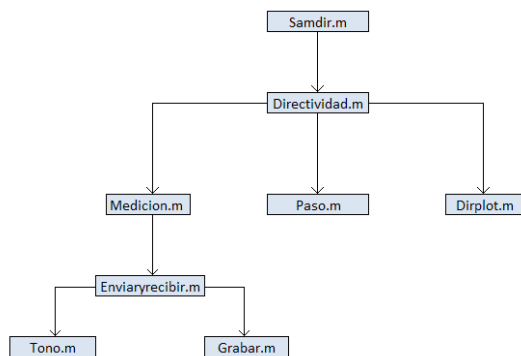 Samdir.m
Directividad.m
Medicion.m
Paso.m
Dirplot.m
Enviaryrecibir.m
Tono.m
Grabar.m